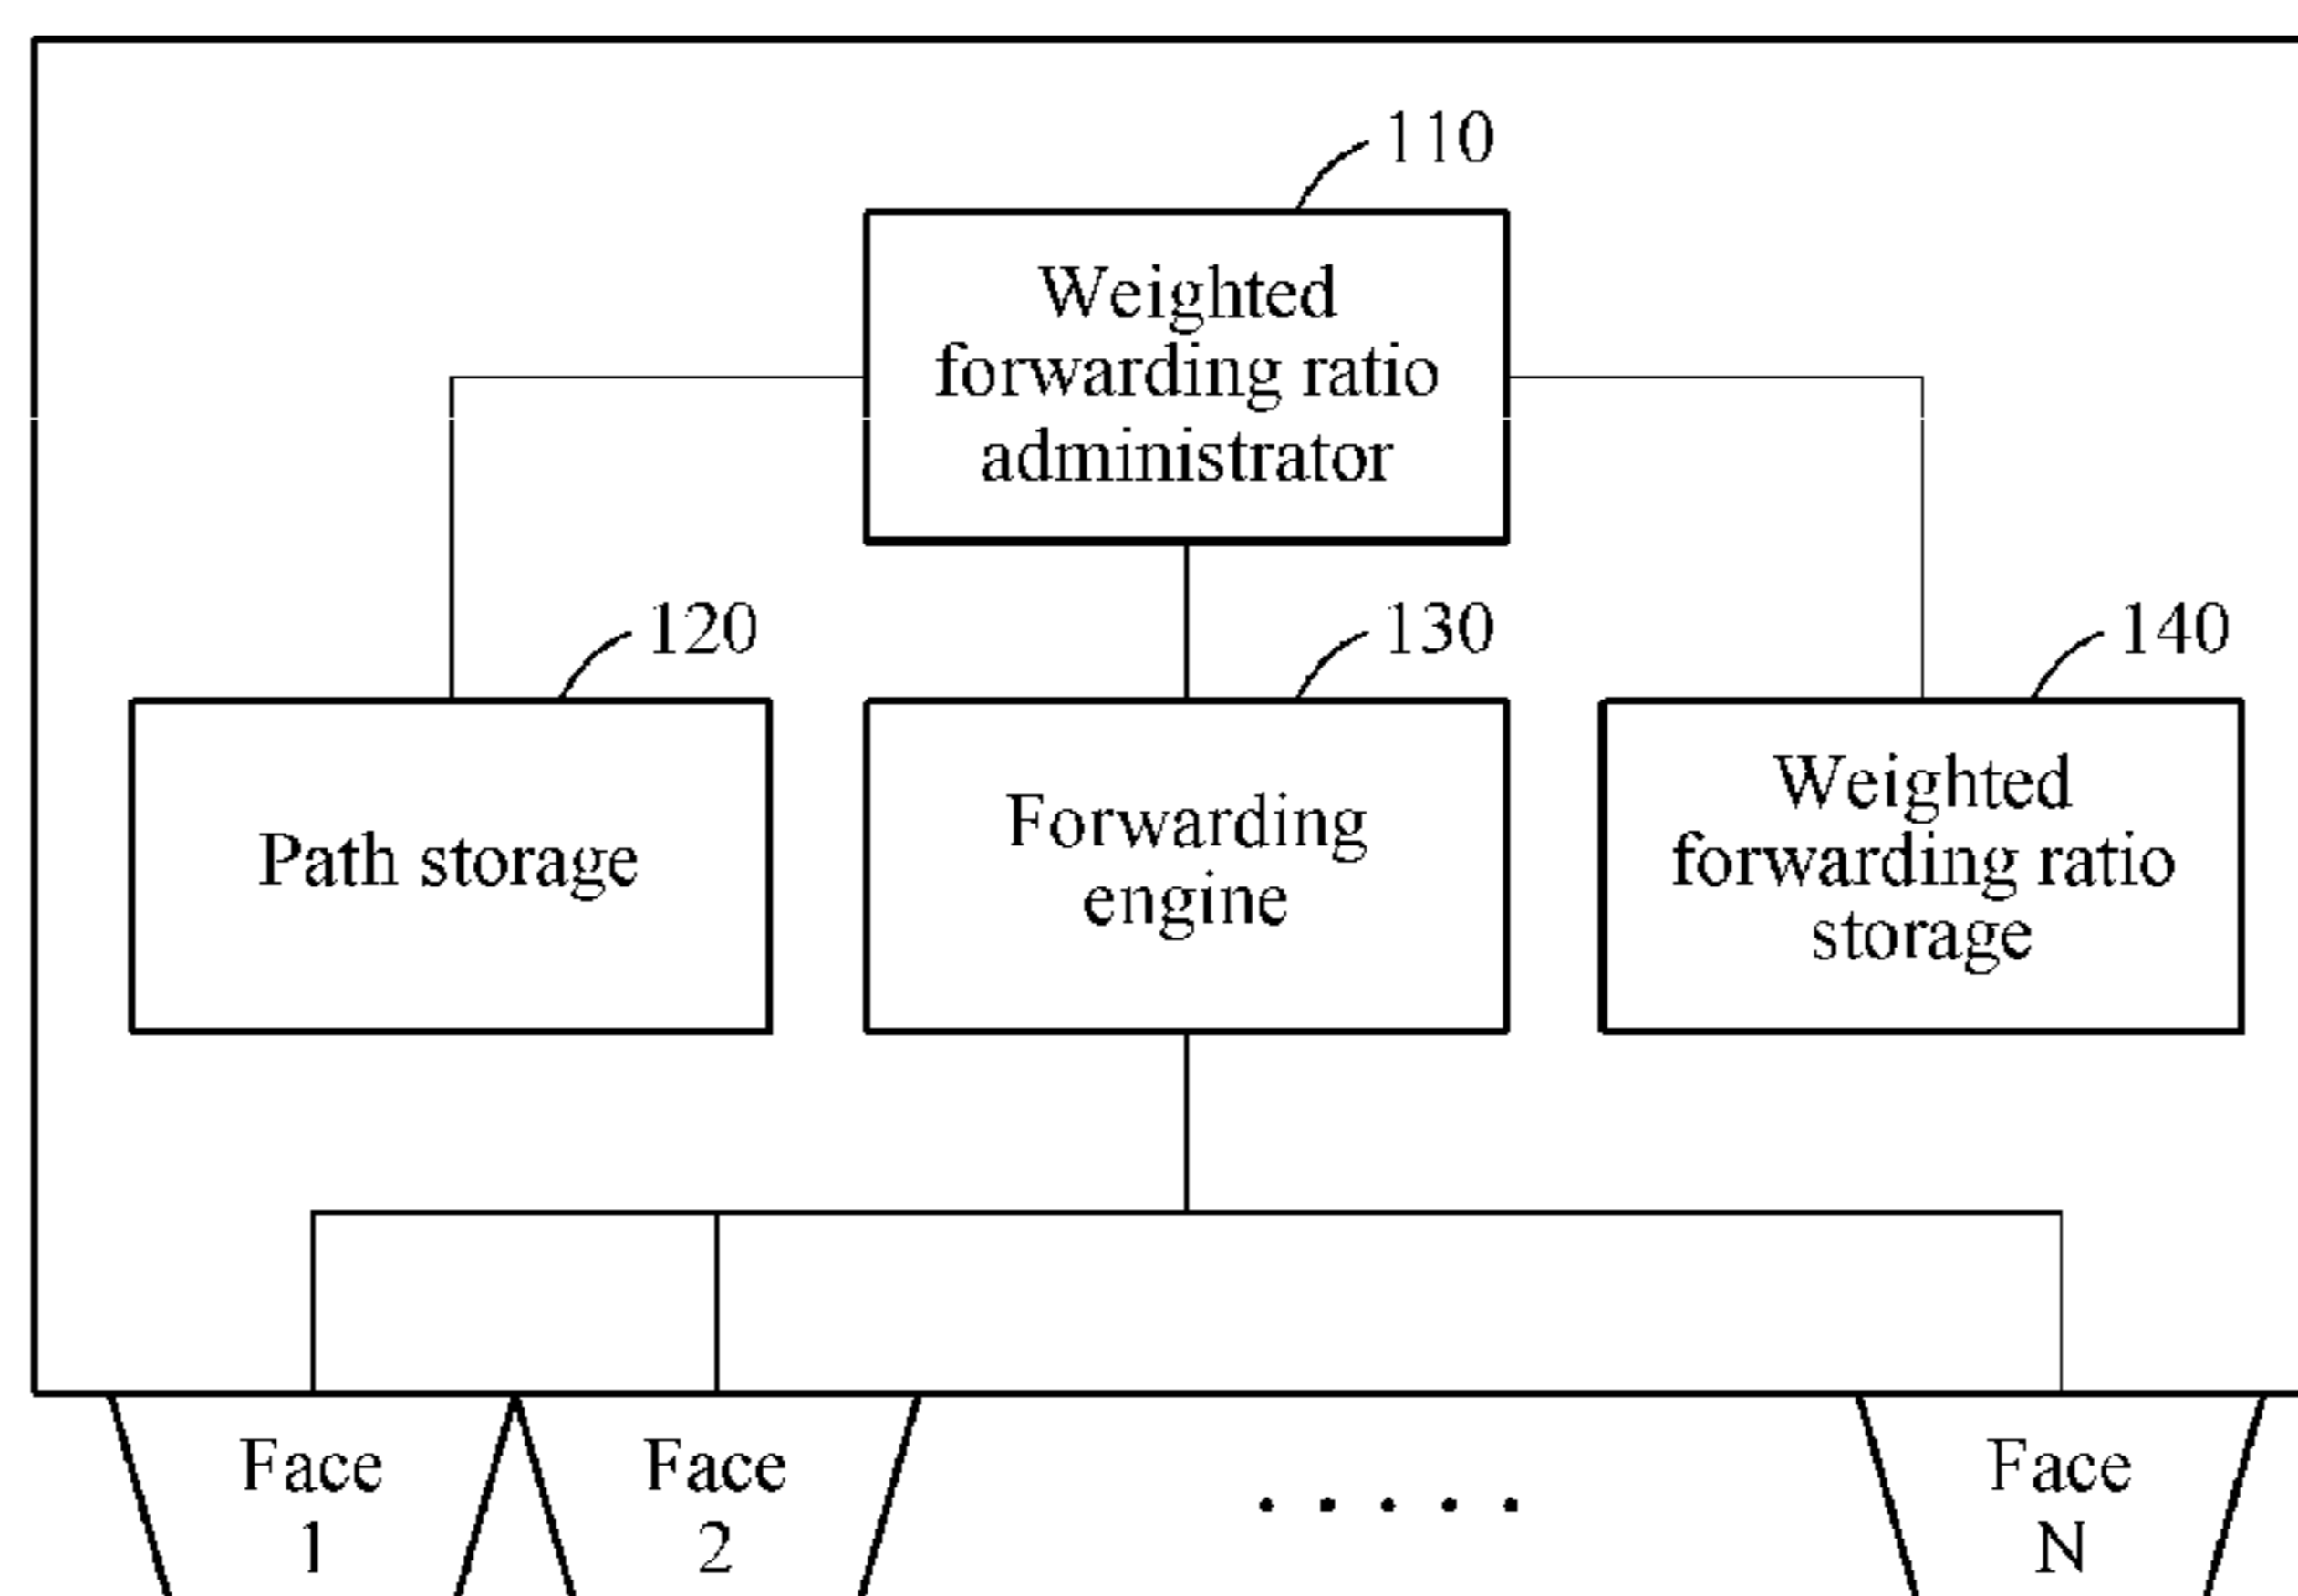 110
Weighted
forwarding ratio
administrator
120
130
140
Path storage
Forwarding
engine
Weighted
forwarding ratio
storage
Face
1
Face
2
Face
N